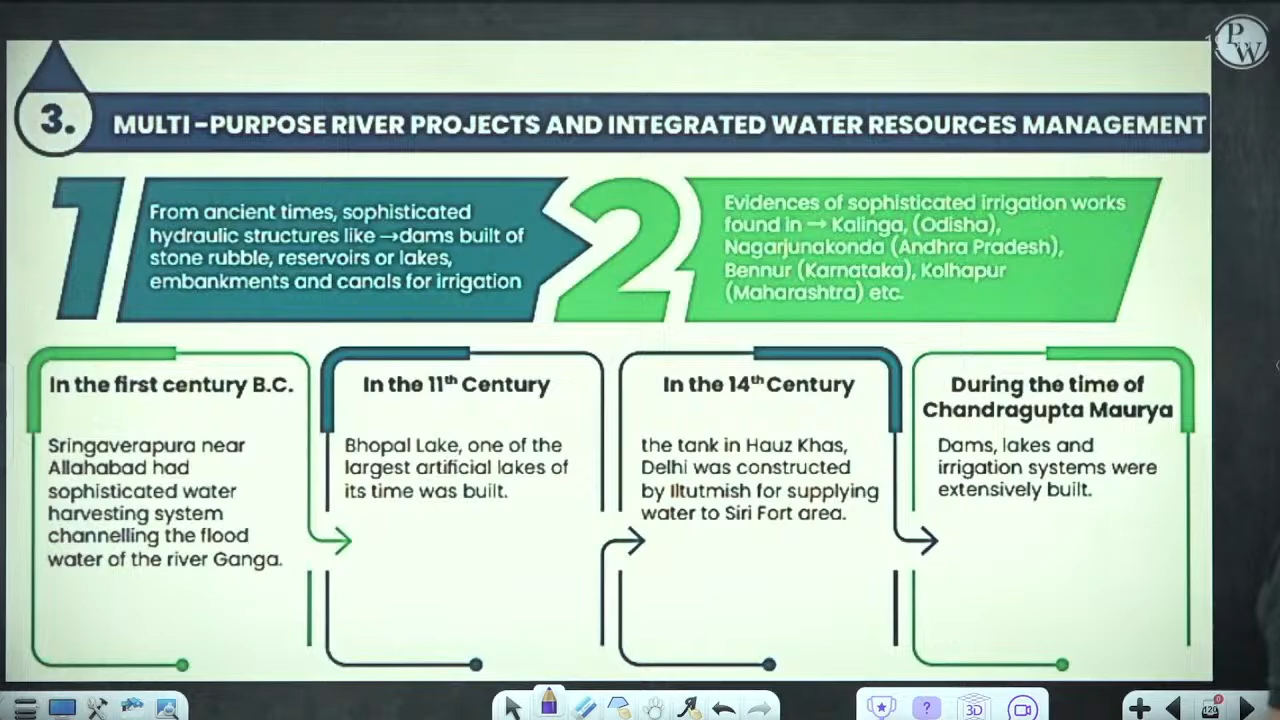 PW
3.
MULTI-PURPOSE RIVER PROJECTS AND INTEGRATED WATER RESOURCES MANAGEMENT
1
From ancient times, sophisticated
hydraulic structures like →dams built of
stone rubble, reservoirs or lakes,
embankments and canals for irrigation
2
Evidences of sophisticated irrigation works
found in → Kalinga, (Odisha),
Nagarjunakonda (Andhra Pradesh),
Bennur (Karnataka), Kolhapur
(Maharashtra) etc.
In the first century B.C.
Sringaverapura near
Allahabad had
sophisticated water
harvesting system
channelling the flood
water of the river Ganga.
In the 11th Century
Bhopal Lake, one of the
largest artificial lakes of
its time was built.
In the 14th Century
the tank in Hauz Khas,
Delhi was constructed
by Iltutmish for supplying
water to Siri Fort area.
During the time of
Chandragupta Maurya
Dams, lakes and
irrigation systems were
extensively built.
?
3D